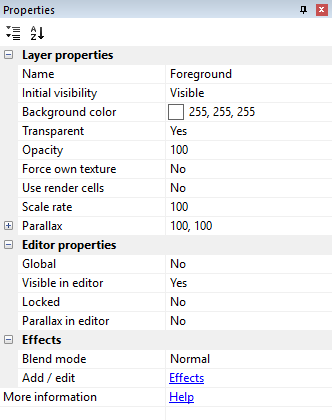 Properties
A
Z
Layer properties
Name Foreground
Initial visibility Visible
Background color 255, 255, 255
Transparent Yes
Opacity 100
Force own texture No
Use render cells No
Scale rate 100
Parallax 100, 100
Editor properties
Global No
Visible in editor Yes
Locked No
Parallax in editor No
Effects
Blend mode Normal
Add / edit Effects
More information Help